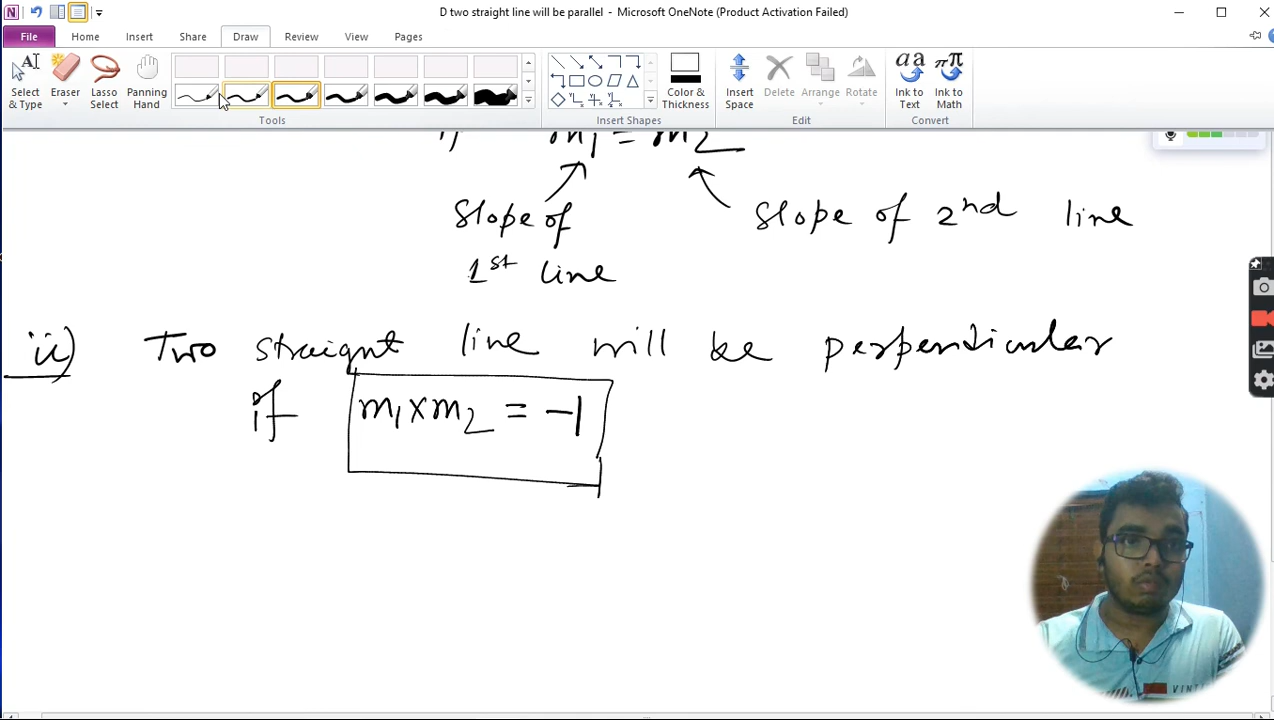 D two straight line will be parallel - Microsoft OneNote (Product Activation Failed)
File Home Insert Share Draw Review View Pages
Select & Type
Eraser
Lasso Select
Panning Hand
Color & Thickness
Insert Space
Delete
Arrange
Rotate
Ink to Text
Ink to Math
Tools Insert Shapes Edit Convert
m1 = m2
Slope of 1st line
Slope of 2nd line
ii) Two straignt line will be perpendicular
if m1 x m2 = -1